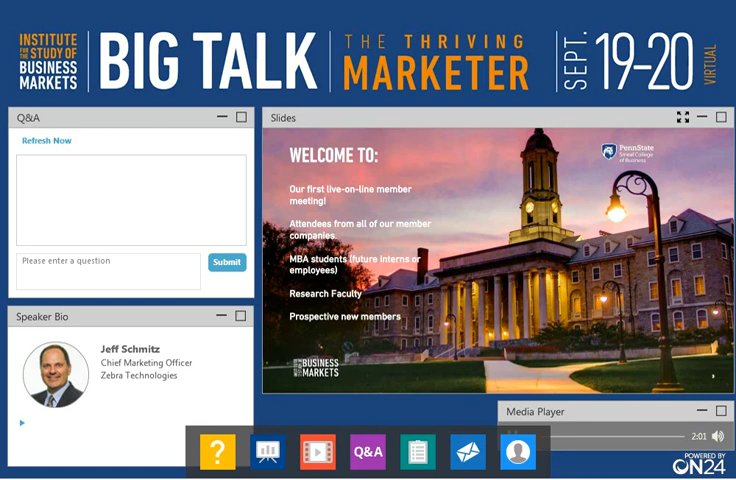 INSTITUTE
FOR THE STUDY OF
BUSINESS
MARKETS
BIG TALK
THE THRIVING
MARKETER
SEPT.
19-20
VIRTUAL
Q&A
Refresh Now
Please enter a question
Submit
Speaker Bio
Jeff Schmitz
Chief Marketing Officer
Zebra Technologies
Slides
WELCOME TO:
PennState
Smeal College
of Business
Our first live-on-line member
meeting!
Attendees from all of our member
companies
MBA students (future interns or
employees)
Research Faculty
Prospective new members
BUSINESS
MARKETS
Media Player
2:01
?
Q&A
POWERED BY
ON24